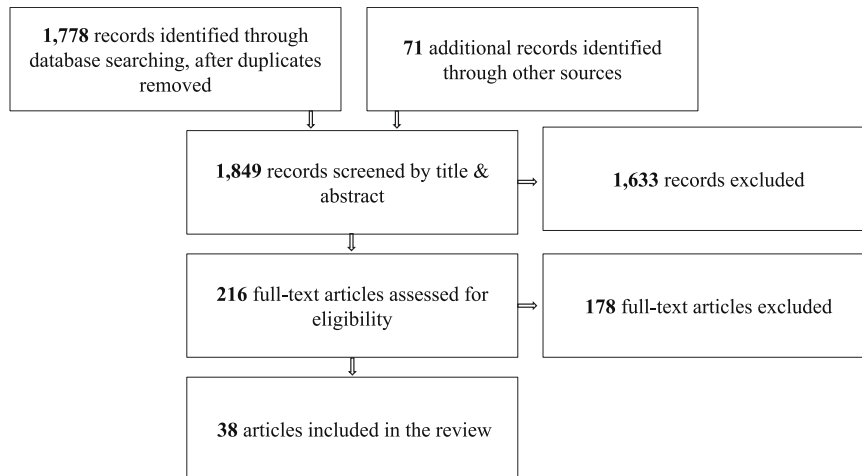 1,778 records identified through
database searching, after duplicates
removed
71 additional records identified
through other sources
1,849 records screened by title &
abstract
1,633 records excluded
216 full-text articles assessed for
eligibility
178 full-text articles excluded
38 articles included in the review